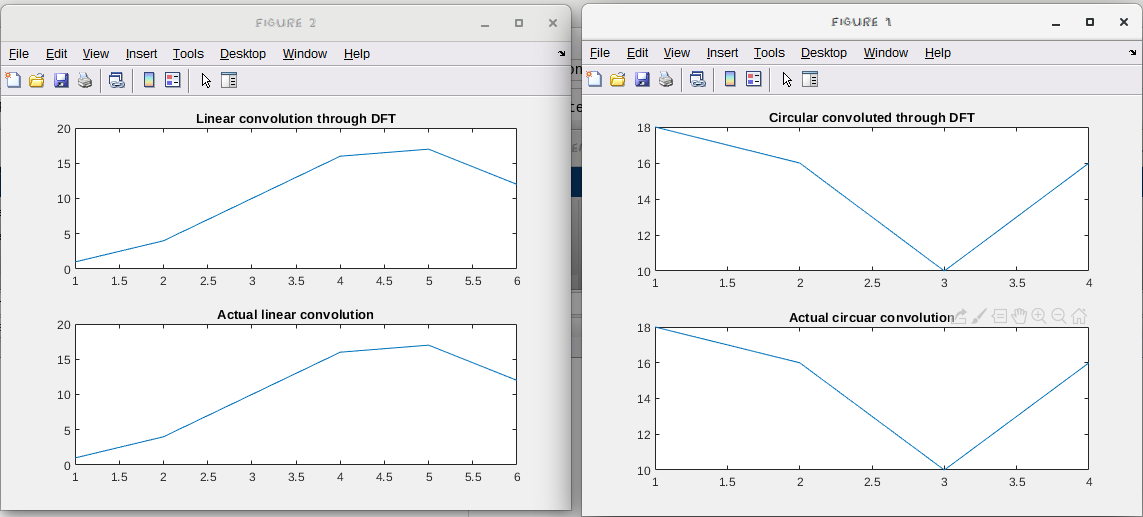 FIGURE 2
File Edit View Insert Tools Desktop Window Help
Linear convolution through DFT
20
15
10
5
0
1 1.5 2 2.5 3 3.5 4 4.5 5 5.5 6
Actual linear convolution
20
15
10
5
0
1 1.5 2 2.5 3 3.5 4 4.5 5 5.5 6
FIGURE 1
File Edit View Insert Tools Desktop Window Help
Circular convoluted through DFT
18
16
14
12
10
1 1.5 2 2.5 3 3.5 4
Actual circuar convolution
18
16
14
12
10
1 1.5 2 2.5 3 3.5 4